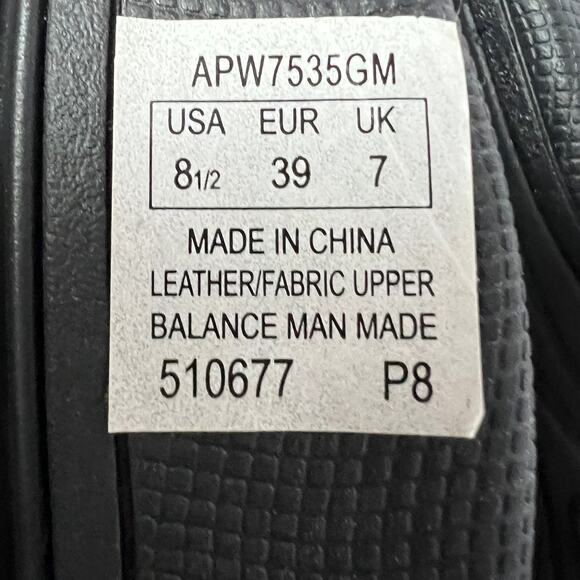 APW7535GM
USA EUR UK
8 1/2 39 7
MADE IN CHINA
LEATHER/FABRIC UPPER
BALANCE MAN MADE
510677 P8